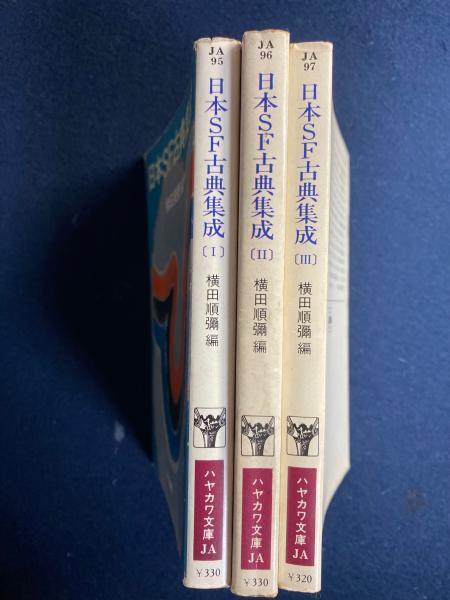 JA
95
日本SF古典集成
〔I〕
横田順彌 編
ハヤカワ文庫
JA
¥330
JA
96
日本SF古典集成
〔II〕
横田順彌 編
ハヤカワ文庫
JA
¥330
JA
97
日本SF古典集成
〔III〕
横田順彌 編
ハヤカワ文庫
JA
¥320